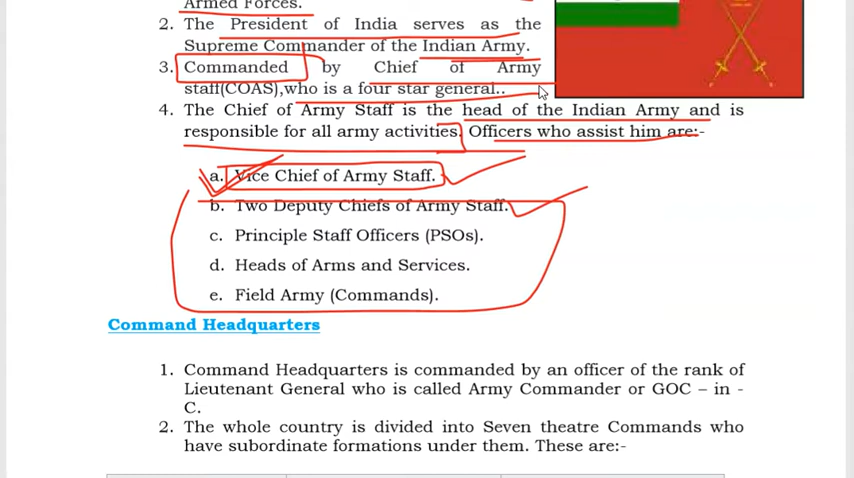 Armed Forces.
2. The President of India serves as the
Supreme Commander of the Indian Army.
3. Commanded by Chief of Army
staff(COAS),who is a four star general..
4. The Chief of Army Staff is the head of the Indian Army and is
responsible for all army activities. Officers who assist him are:-
a. Vice Chief of Army Staff.
b. Two Deputy Chiefs of Army Staff.
c. Principle Staff Officers (PSOs).
d. Heads of Arms and Services.
e. Field Army (Commands).
Command Headquarters
1. Command Headquarters is commanded by an officer of the rank of
Lieutenant General who is called Army Commander or GOC – in -
C.
2. The whole country is divided into Seven theatre Commands who
have subordinate formations under them. These are:-